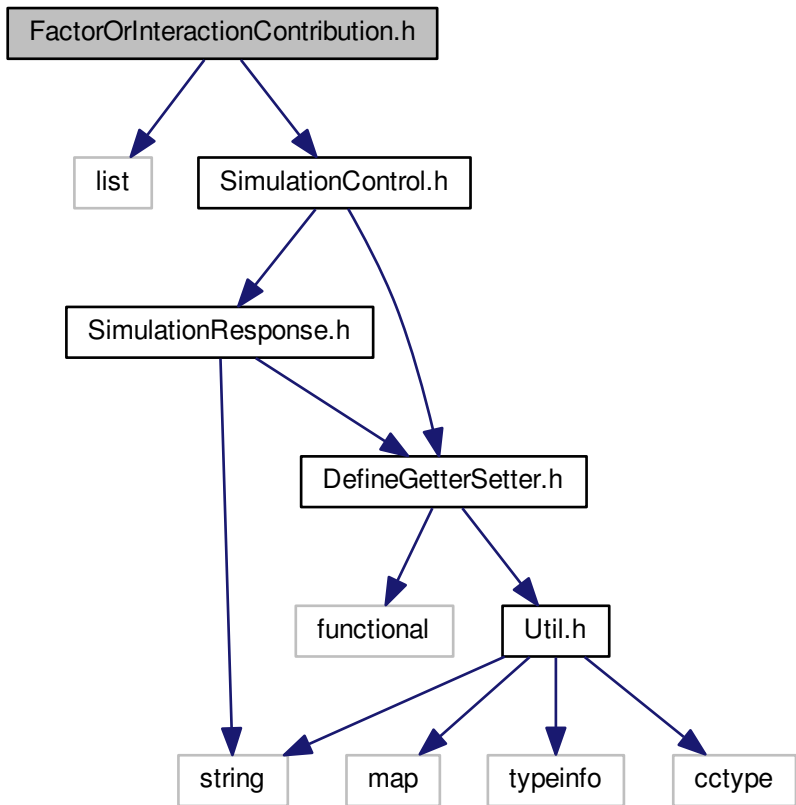 FactorOrInteractionContribution.h
list
SimulationControl.h
SimulationResponse.h
DefineGetterSetter.h
functional
Util.h
string
map
typeinfo
cctype